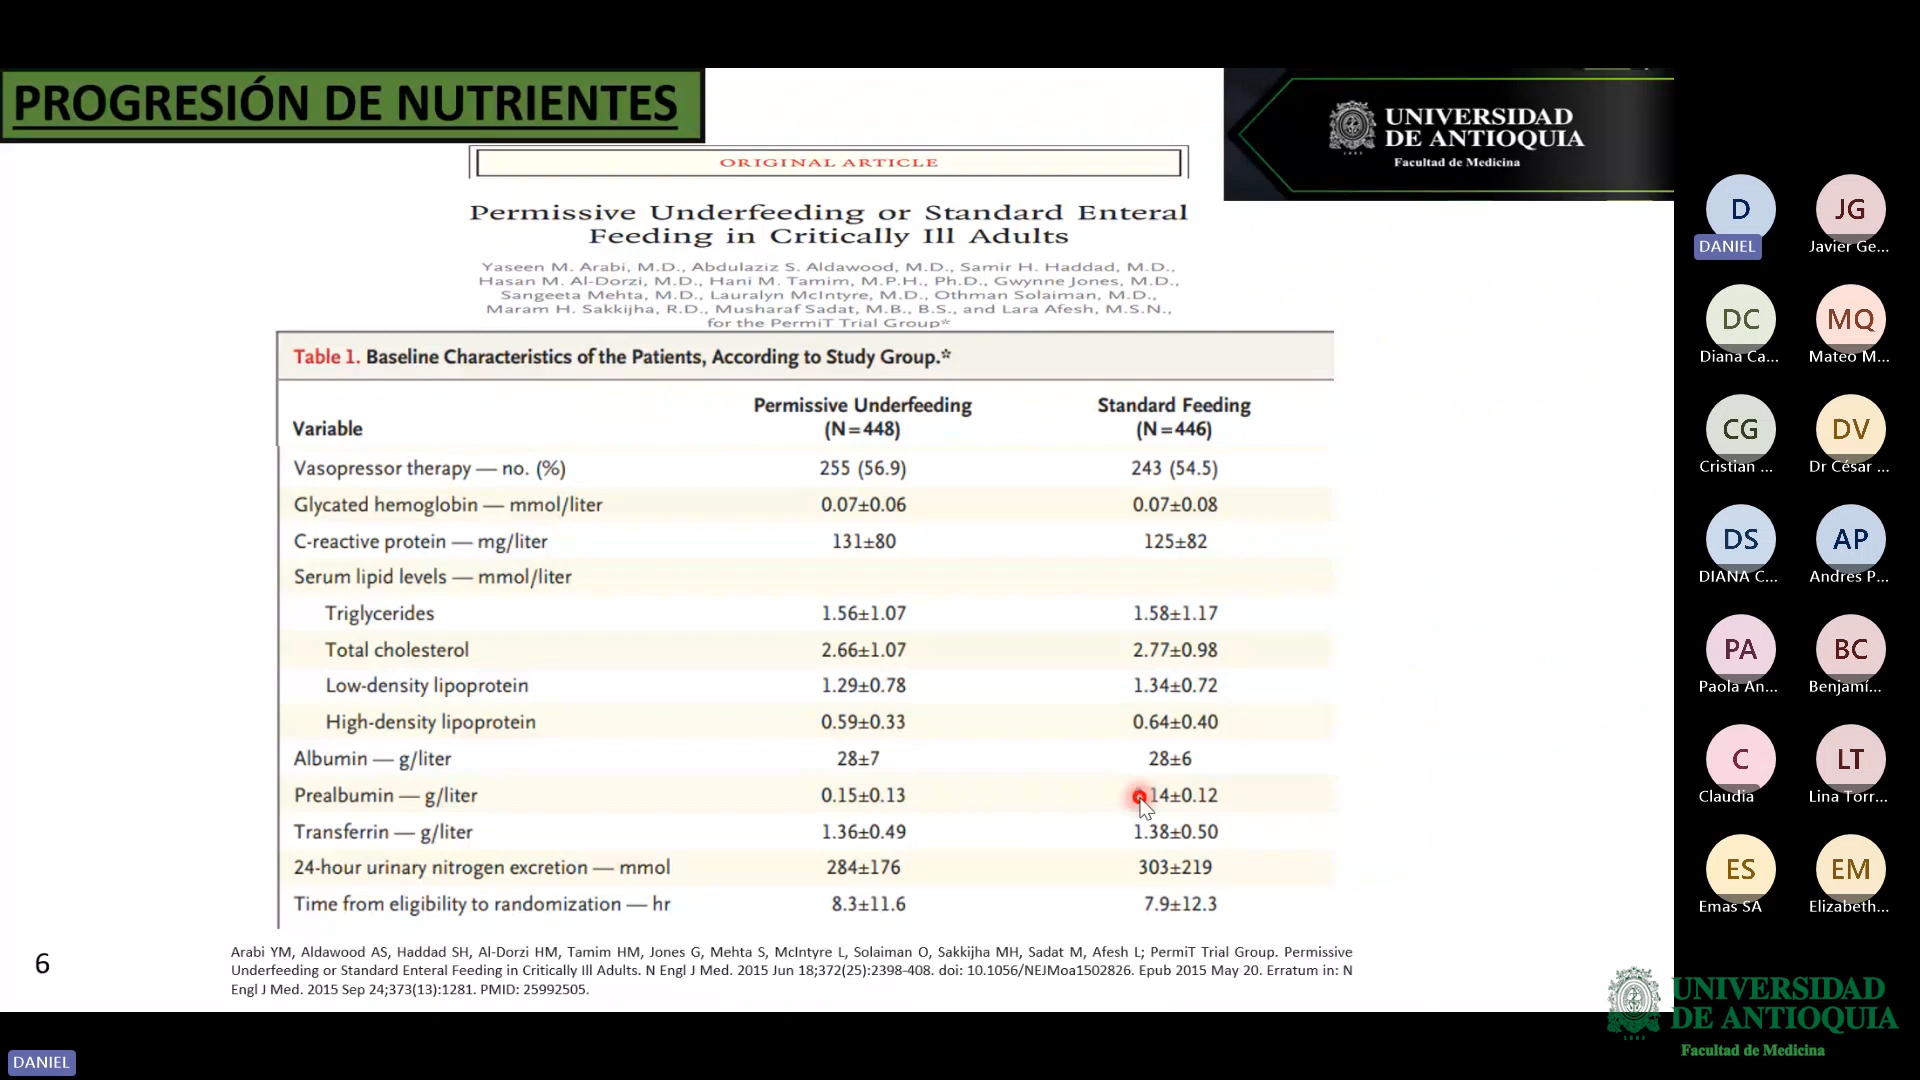 PROGRESIÓN DE NUTRIENTES
UNIVERSIDAD
DE ANTIOQUIA
Facultad de Medicina
ORIGINAL ARTICLE
Permissive Underfeeding or Standard Enteral
Feeding in Critically Ill Adults
Yaseen M. Arabi, M.D., Abdulaziz S. Aldawood, M.D., Samir H. Haddad, M.D.,
Hasan M. Al-Dorzi, M.D., Hani M. Tamim, M.P.H., Ph.D., Gwynne Jones, M.D.,
Sangeeta Mehta, M.D., Lauralyn McIntyre, M.D., Othman Solaiman, M.D.,
Maram H. Sakkijha, R.D., Musharaf Sadat, M.B., B.S., and Lara Afesh, M.S.N.,
for the PermiT Trial Group*
Table 1. Baseline Characteristics of the Patients, According to Study Group.*
Variable Permissive Underfeeding (N=448) Standard Feeding (N=446)
Vasopressor therapy — no. (%) 255 (56.9) 243 (54.5)
Glycated hemoglobin — mmol/liter 0.07±0.06 0.07±0.08
C-reactive protein — mg/liter 131±80 125±82
Serum lipid levels — mmol/liter
Triglycerides 1.56±1.07 1.58±1.17
Total cholesterol 2.66±1.07 2.77±0.98
Low-density lipoprotein 1.29±0.78 1.34±0.72
High-density lipoprotein 0.59±0.33 0.64±0.40
Albumin — g/liter 28±7 28±6
Prealbumin — g/liter 0.15±0.13 14±0.12
Transferrin — g/liter 1.36±0.49 1.38±0.50
24-hour urinary nitrogen excretion — mmol 284±176 303±219
Time from eligibility to randomization — hr 8.3±11.6 7.9±12.3
6
Arabi YM, Aldawood AS, Haddad SH, Al-Dorzi HM, Tamim HM, Jones G, Mehta S, McIntyre L, Solaiman O, Sakkijha MH, Sadat M, Afesh L; PermiT Trial Group. Permissive
Underfeeding or Standard Enteral Feeding in Critically Ill Adults. N Engl J Med. 2015 Jun 18;372(25):2398-408. doi: 10.1056/NEJMoa1502826. Epub 2015 May 20. Erratum in: N
Engl J Med. 2015 Sep 24;373(13):1281. PMID: 25992505.
D JG
DANIEL Javier Ge...
DC MQ
Diana Ca... Mateo M...
CG DV
Cristian ... Dr César ...
DS AP
DIANA C... Andres P...
PA BC
Paola An... Benjamí...
C LT
Claudia Lina Torr...
ES EM
Emas SA Elizabeth...
UNIVERSIDAD
DE ANTIOQUIA
Facultad de Medicina
DANIEL